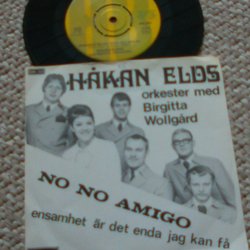 HÅKAN ELDS
orkester med
Birgitta
Wollgård
NO NO AMIGO
ensamhet är det enda jag kan få